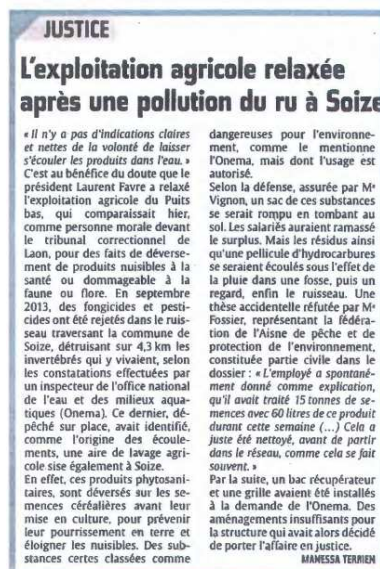 JUSTICE
L'exploitation agricole relaxée
après une pollution du ru à Soize
« Il n'y a pas d'indications claires
et nettes de la volonté de laisser
s'écouler les produits dans l'eau. »
C'est au bénéfice du doute que le
président Laurent Favre a relaxé
l'exploitation agricole du Puits
bas, qui comparaissait hier,
comme personne morale devant
le tribunal correctionnel de
Laon, pour des faits de déverse-
ment de produits nuisibles à la
santé ou dommageable à la
faune ou flore. En septembre
2013, des fongicides et pesti-
cides ont été rejetés dans le ruis-
seau traversant la commune de
Soize, détruisant sur 4,3 km les
invertébrés qui y vivaient, selon
les constatations effectuées par
un inspecteur de l'office national
de l'eau et des milieux aqua-
tiques (Onema). Ce dernier, dé-
pêché sur place, avait identifié,
comme l'origine des écoule-
ments, une aire de lavage agri-
cole sise également à Soize.
En effet, ces produits phytosani-
taires, sont déversés sur les se-
mences céréalières avant leur
mise en culture, pour prévenir
leur pourrissement en terre et
éloigner les nuisibles. Des sub-
stances certes classées comme
dangereuses pour l'environne-
ment, comme le mentionne
l'Onema, mais dont l'usage est
autorisé.
Selon la défense, assurée par Me
Vignon, un sac de ces substances
se serait rompu en tombant au
sol. Les salariés auraient ramassé
le surplus. Mais les résidus ainsi
qu'une pellicule d'hydrocarbures
se seraient écoulés sous l'effet de
la pluie dans une fosse, puis un
regard, enfin le ruisseau. Une
thèse accidentelle réfutée par Me
Fossier, représentant la fédéra-
tion de l'Aisne de pêche et de
protection de l'environnement,
constituée partie civile dans le
dossier : « L'employé a spontané-
ment donné comme explication,
qu'il avait traité 15 tonnes de se-
mences avec 60 litres de ce produit
durant cette semaine (...) Cela a
juste été nettoyé, avant de partir
dans le réseau, comme cela se fait
souvent. »
Par la suite, un bac récupérateur
et une grille avaient été installés
à la demande de l'Onema. Des
aménagements insuffisants pour
la structure qui avait alors décidé
de porter l'affaire en justice.
MANESSA TERRIEN